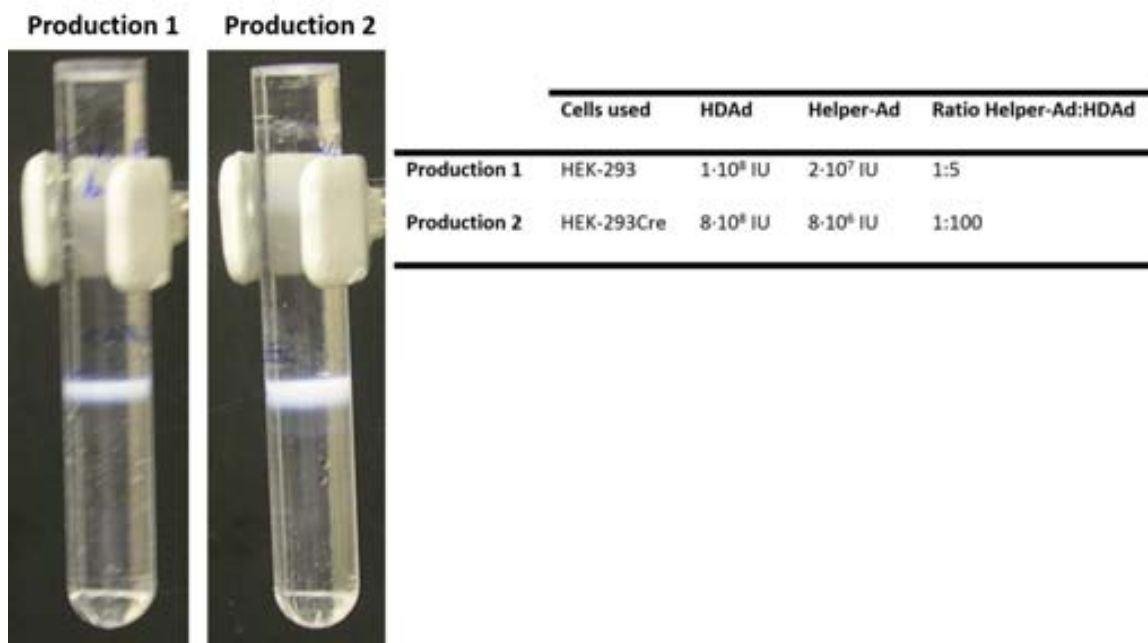 Production 1 Production 2
Cells used HDAd Helper-Ad Ratio Helper-Ad:HDAd
Production 1 HEK-293 1·10⁸ IU 2·10⁷ IU 1:5
Production 2 HEK-293Cre 8·10⁸ IU 8·10⁶ IU 1:100